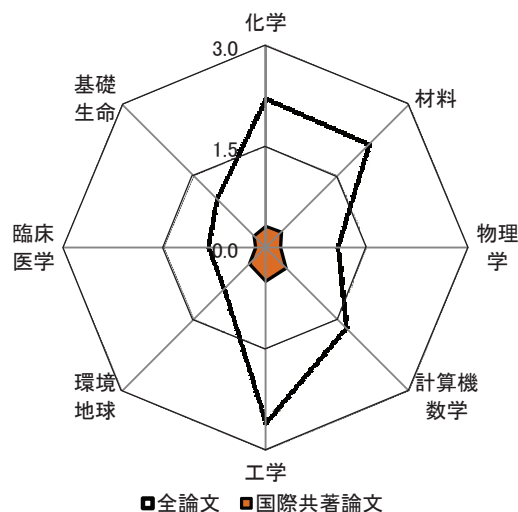 化学
3.0
基礎
生命
材料
1.5
臨床
医学
0.0
物理
学
環境
地球
計算機
数学
工学
全論文 国際共著論文